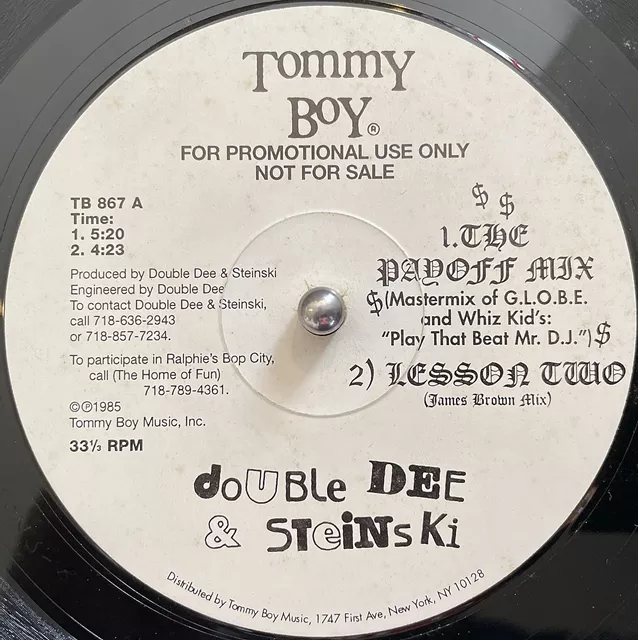 Tommy
Boy®
FOR PROMOTIONAL USE ONLY
NOT FOR SALE
TB 867 A
Time:
1. 5:20
2. 4:23
Produced by Double Dee & Steinski
Engineered by Double Dee
To contact Double Dee & Steinski,
call 718-636-2943
or 718-857-7234.
To participate in Ralphie's Bop City,
call (The Home of Fun)
718-789-4361.
©℗1985
Tommy Boy Music, Inc.
33⅓ RPM
$ $
1. THE
PAYOFF MIX
$(Mastermix of G.L.O.B.E.
and Whiz Kid's:
"Play That Beat Mr. D.J.")$
2) LESSON TWO
(James Brown Mix)
doUBLe DEE
& STeiNsKi
Distributed by Tommy Boy Music, 1747 First Ave, New York, NY 10128